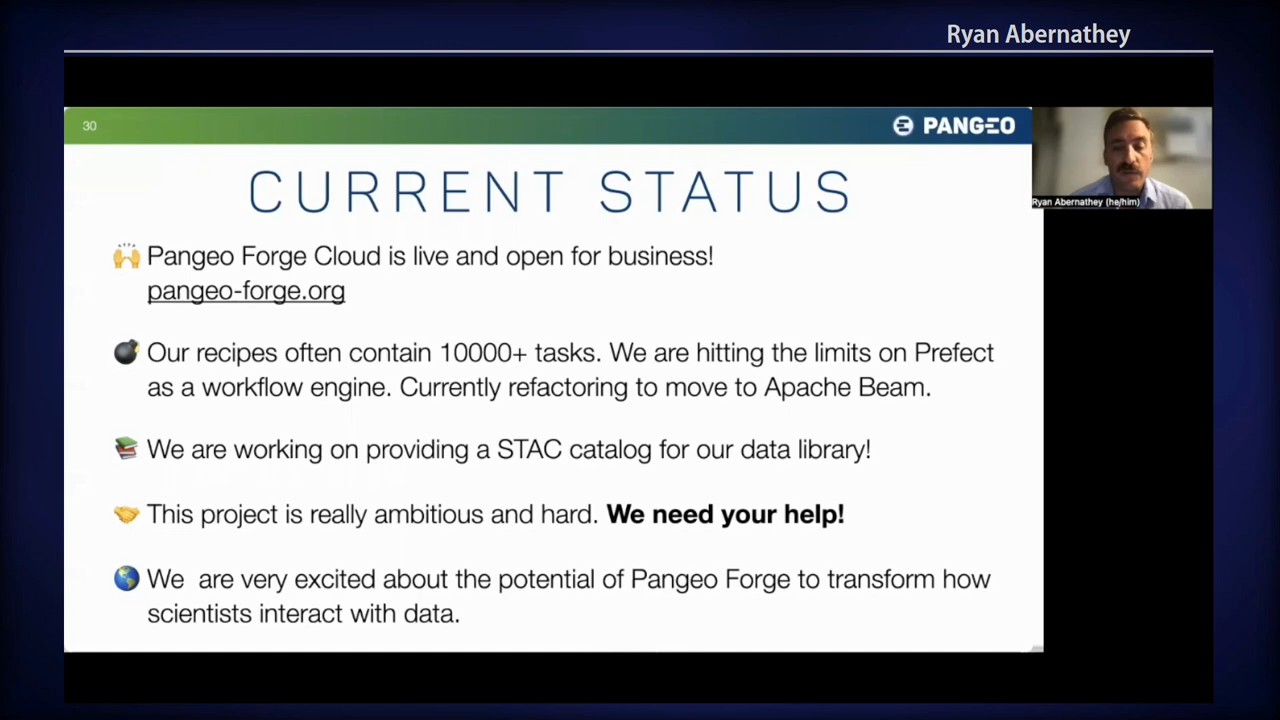 Ryan Abernathey
30
PANGEO
CURRENT STATUS
Ryan Abernathey (he/him)
🙌 Pangeo Forge Cloud is live and open for business!
pangeo-forge.org
💣 Our recipes often contain 10000+ tasks. We are hitting the limits on Prefect
as a workflow engine. Currently refactoring to move to Apache Beam.
📚 We are working on providing a STAC catalog for our data library!
🤝 This project is really ambitious and hard. We need your help!
🌎 We  are very excited about the potential of Pangeo Forge to transform how
scientists interact with data.